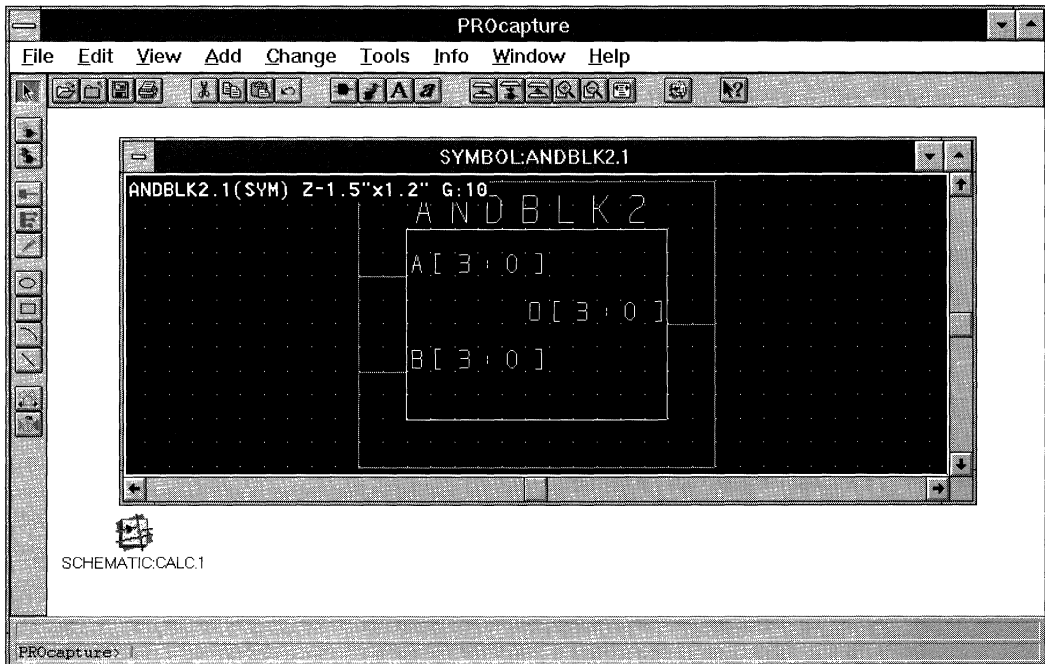 PROcapture
File Edit View Add Change Tools Info Window Help
SYMBOL:ANDBLK2.1
ANDBLK2.1(SYM) Z-1.5"x1.2" G:10
ANDBLK2
A[3:0]
O[3:0]
B[3:0]
SCHEMATIC:CALC.1
PROcapture>